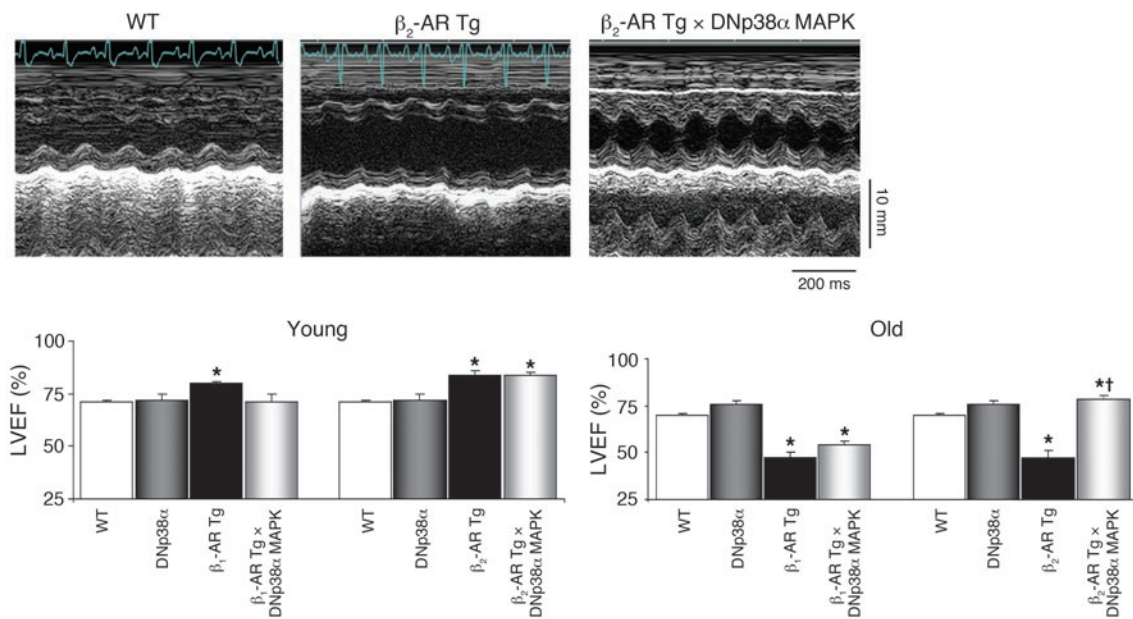 WT
β₂-AR Tg
β₂-AR Tg × DNp38α MAPK
10 mm
200 ms
Young
LVEF (%)
100
75
50
25
*
*
*
WT
DNp38α
β₁-AR Tg
β₁-AR Tg ×
DNp38α MAPK
WT
DNp38α
β₂-AR Tg
β₂-AR Tg ×
DNp38α MAPK
Old
LVEF (%)
100
75
50
25
*
*
*
*†
WT
DNp38α
β₁-AR Tg
β₁-AR Tg ×
DNp38α MAPK
WT
DNp38α
β₂-AR Tg
β₂-AR Tg ×
DNp38α MAPK